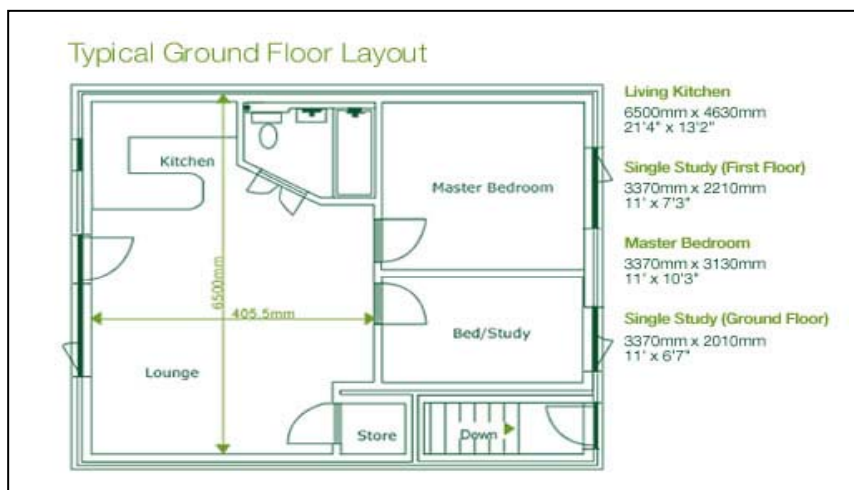 Typical Ground Floor Layout
Kitchen
Master Bedroom
6500mm
405.5mm
Bed/Study
Lounge
Store
Down
Living Kitchen
6500mm x 4630mm
21'4" x 13'2"
Single Study (First Floor)
3370mm x 2210mm
11' x 7'3"
Master Bedroom
3370mm x 3130mm
11' x 10'3"
Single Study (Ground Floor)
3370mm x 2010mm
11' x 6'7"